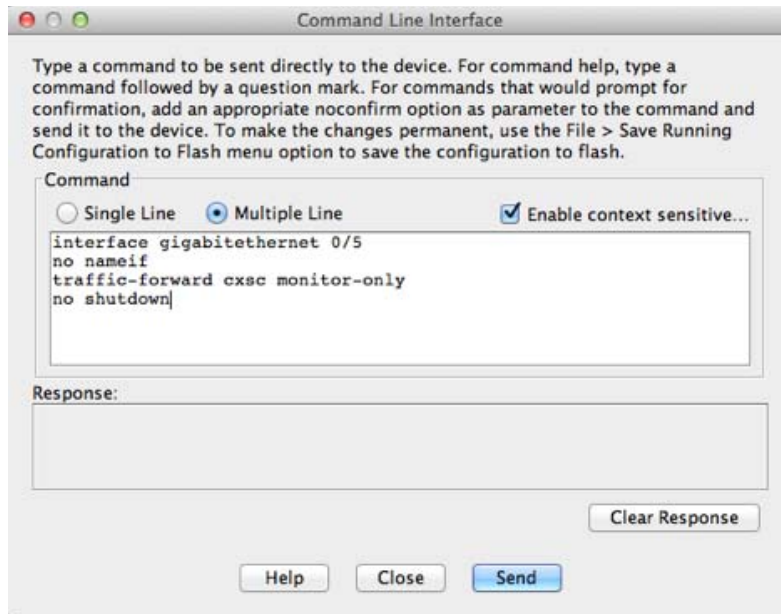 Command Line Interface
Type a command to be sent directly to the device. For command help, type a
command followed by a question mark. For commands that would prompt for
confirmation, add an appropriate noconfirm option as parameter to the command and
send it to the device. To make the changes permanent, use the File > Save Running
Configuration to Flash menu option to save the configuration to flash.
Command
Single Line Multiple Line Enable context sensitive...
interface gigabitethernet 0/5
no nameif
traffic-forward cxsc monitor-only
no shutdown
Response:
Clear Response
Help Close Send